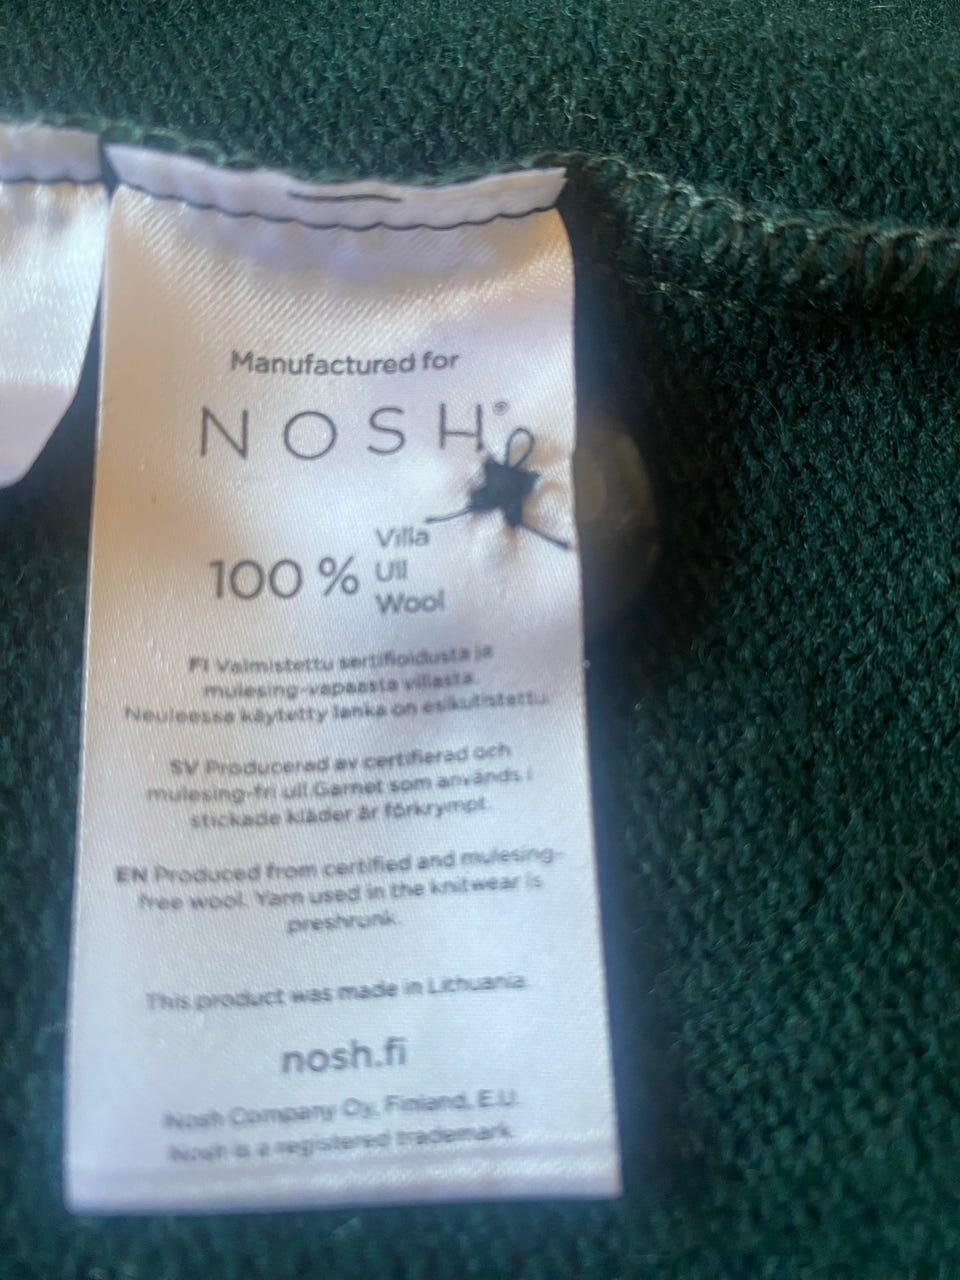 Manufactured for
NOSH®
100 % Villa
Ull
Wool
FI Valmistettu sertifioidusta ja
mulesing-vapaasta villasta.
Neuleessa käytetty lanka on esikutistettu.
SV Producerad av certifierad och
mulesing-fri ull. Garnet som används i
stickade kläder är förkrympt.
EN Produced from certified and mulesing-
free wool. Yarn used in the knitwear is
preshrunk.
This product was made in Lithuania
nosh.fi
Nosh Company Oy, Finland, E.U.
Nosh is a registered trademark.